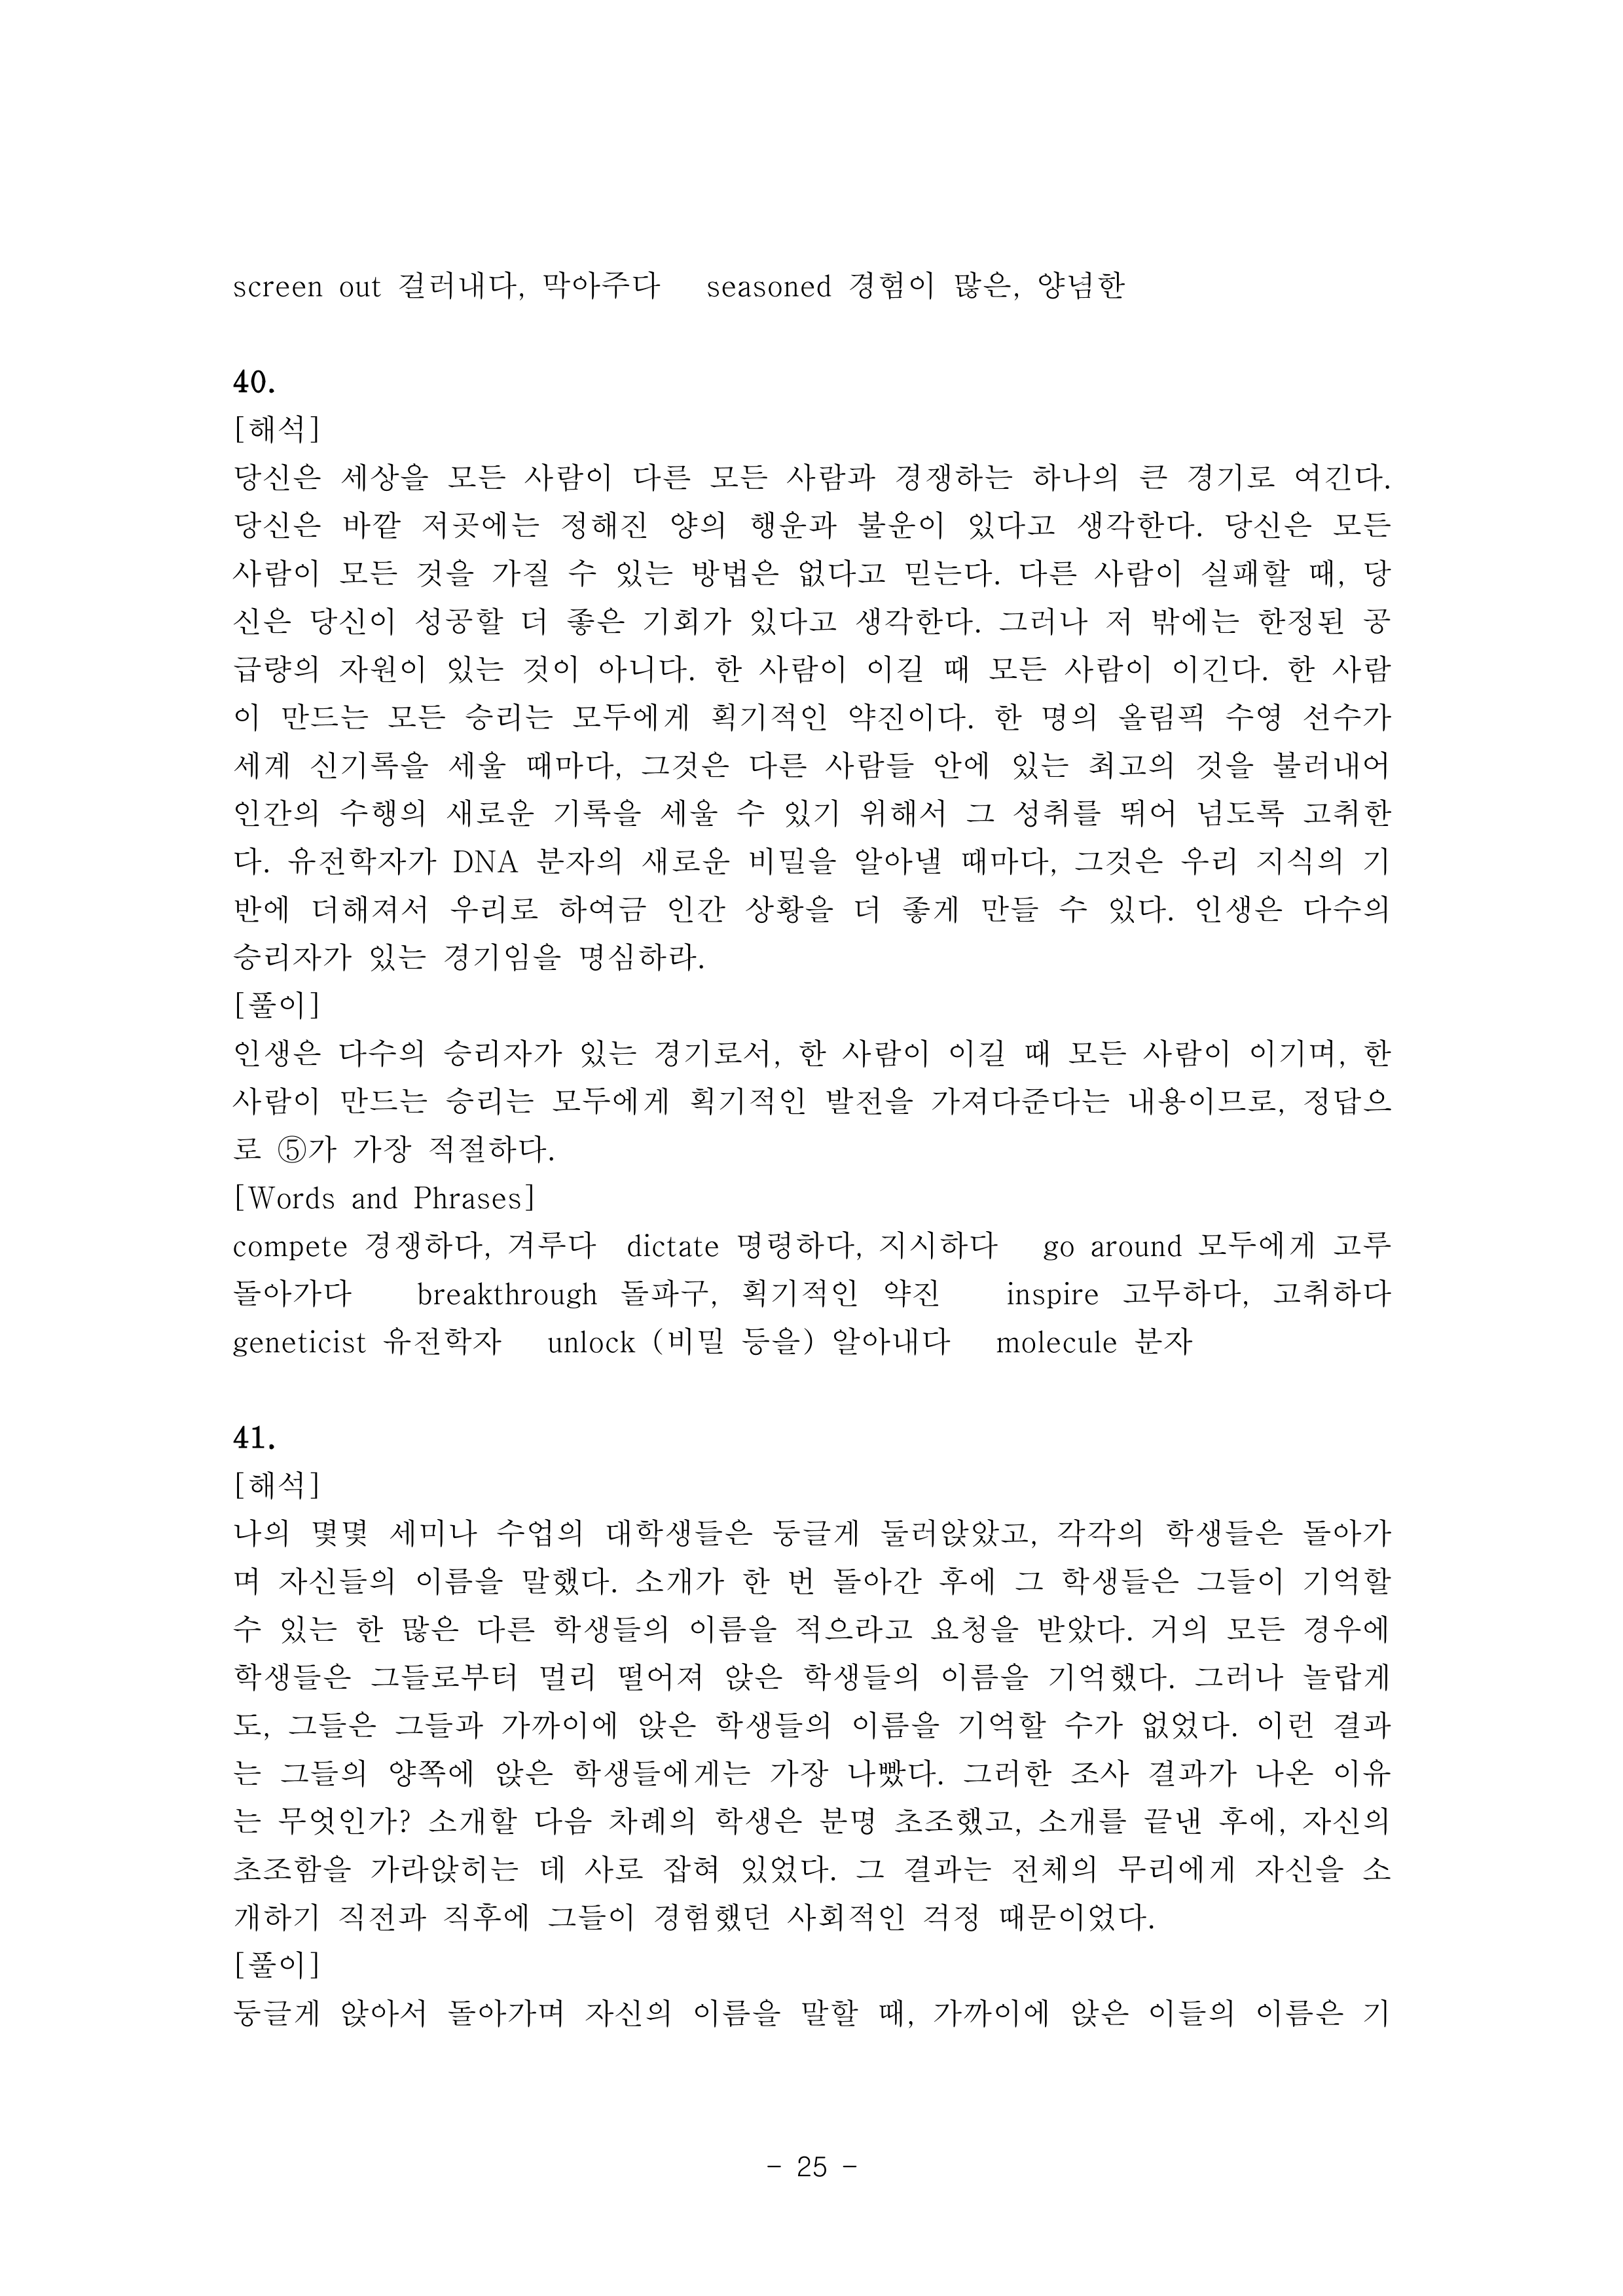 screen out 걸러내다, 막아주다 seasoned 경험이 많은, 양념한
40.
[해석]
당신은 세상을 모든 사람이 다른 모든 사람과 경쟁하는 하나의 큰 경기로 여긴다.
당신은 바깥 저곳에는 정해진 양의 행운과 불운이 있다고 생각한다. 당신은 모든
사람이 모든 것을 가질 수 있는 방법은 없다고 믿는다. 다른 사람이 실패할 때, 당
신은 당신이 성공할 더 좋은 기회가 있다고 생각한다. 그러나 저 밖에는 한정된 공
급량의 자원이 있는 것이 아니다. 한 사람이 이길 때 모든 사람이 이긴다. 한 사람
이 만드는 모든 승리는 모두에게 획기적인 약진이다. 한 명의 올림픽 수영 선수가
세계 신기록을 세울 때마다, 그것은 다른 사람들 안에 있는 최고의 것을 불러내어
인간의 수행의 새로운 기록을 세울 수 있기 위해서 그 성취를 뛰어 넘도록 고취한
다. 유전학자가 DNA 분자의 새로운 비밀을 알아낼 때마다, 그것은 우리 지식의 기
반에 더해져서 우리로 하여금 인간 상황을 더 좋게 만들 수 있다. 인생은 다수의
승리자가 있는 경기임을 명심하라.
[풀이]
인생은 다수의 승리자가 있는 경기로서, 한 사람이 이길 때 모든 사람이 이기며, 한
사람이 만드는 승리는 모두에게 획기적인 발전을 가져다준다는 내용이므로, 정답으
로 ⑤가 가장 적절하다.
[Words and Phrases]
compete 경쟁하다, 겨루다 dictate 명령하다, 지시하다 go around 모두에게 고루
돌아가다 breakthrough 돌파구, 획기적인 약진 inspire 고무하다, 고취하다
geneticist 유전학자 unlock (비밀 등을) 알아내다 molecule 분자
41.
[해석]
나의 몇몇 세미나 수업의 대학생들은 둥글게 둘러앉았고, 각각의 학생들은 돌아가
며 자신들의 이름을 말했다. 소개가 한 번 돌아간 후에 그 학생들은 그들이 기억할
수 있는 한 많은 다른 학생들의 이름을 적으라고 요청을 받았다. 거의 모든 경우에
학생들은 그들로부터 멀리 떨어져 앉은 학생들의 이름을 기억했다. 그러나 놀랍게
도, 그들은 그들과 가까이에 앉은 학생들의 이름을 기억할 수가 없었다. 이런 결과
는 그들의 양쪽에 앉은 학생들에게는 가장 나빴다. 그러한 조사 결과가 나온 이유
는 무엇인가? 소개할 다음 차례의 학생은 분명 초조했고, 소개를 끝낸 후에, 자신의
초조함을 가라앉히는 데 사로 잡혀 있었다. 그 결과는 전체의 무리에게 자신을 소
개하기 직전과 직후에 그들이 경험했던 사회적인 걱정 때문이었다.
[풀이]
둥글게 앉아서 돌아가며 자신의 이름을 말할 때, 가까이에 앉은 이들의 이름은 기
- 25 -